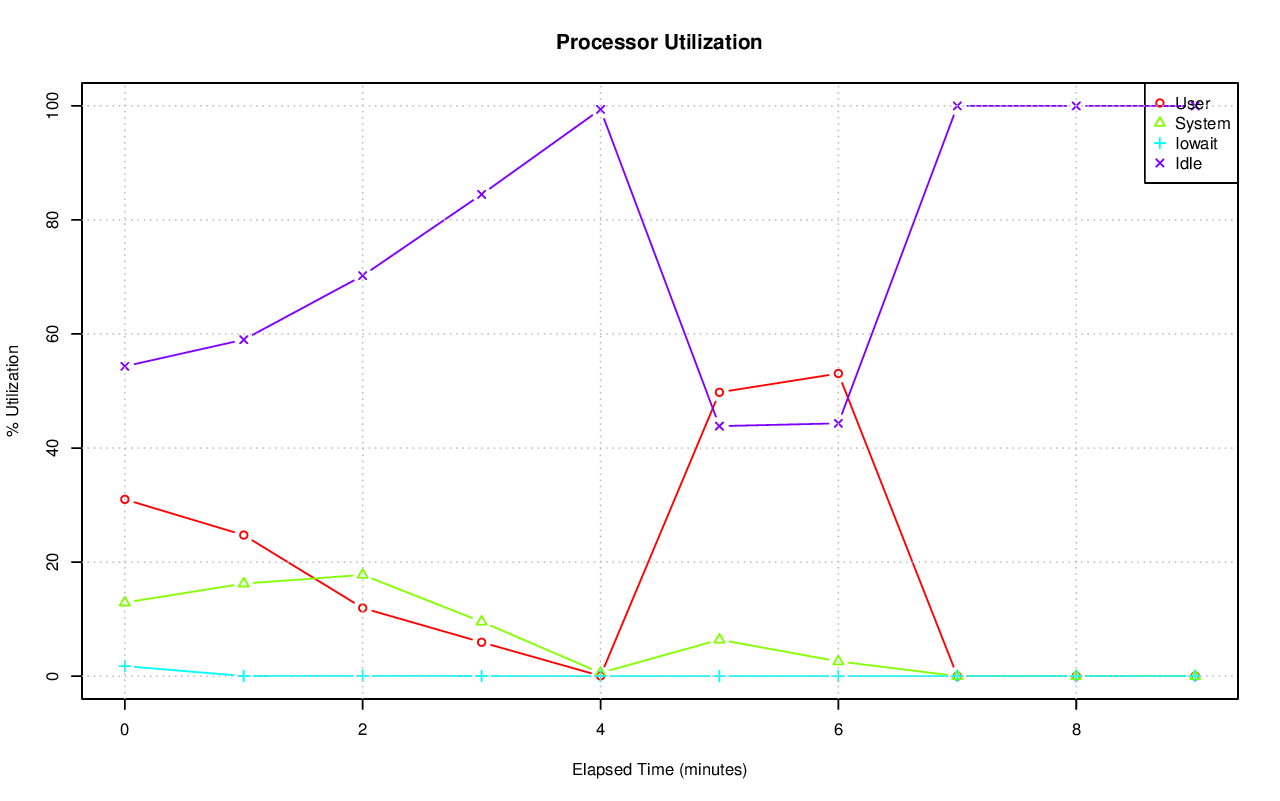 Processor Utilization
% Utilization
100
80
60
40
20
0
User
System
Iowait
Idle
0 2 4 6 8
Elapsed Time (minutes)